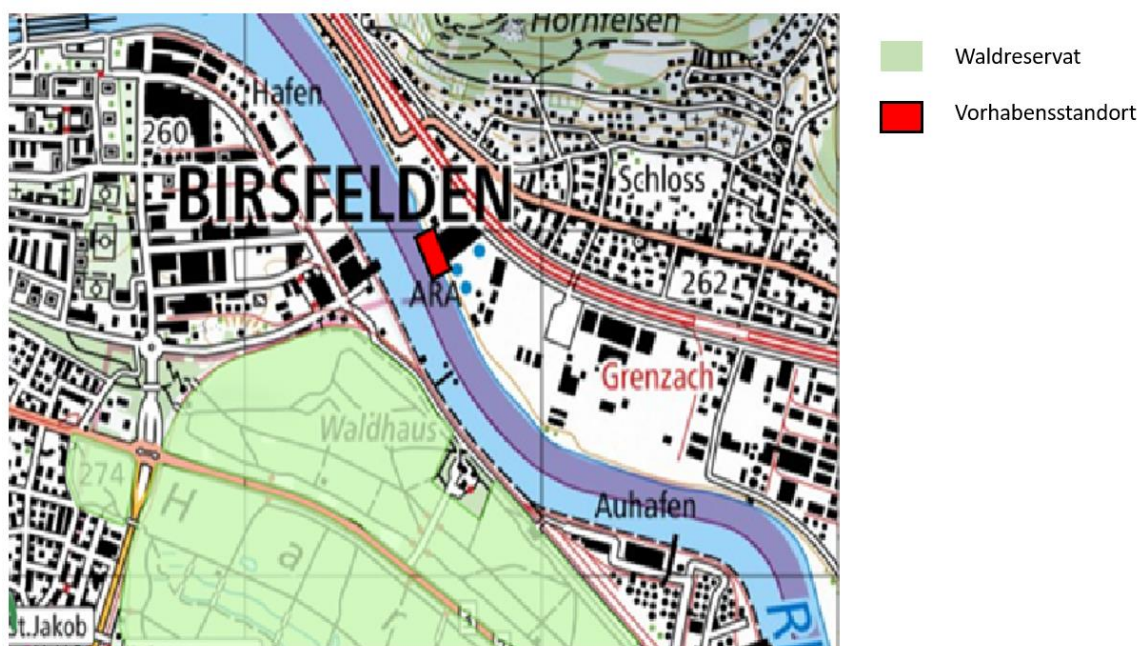 Hornfelsen
Waldreservat
Hafen
Vorhabensstandort
260
BIRSFELDEN
Schloss
262
ARA
Grenzach
Waldhaus
274
H
Auhafen
a
r
R
st.Jakob